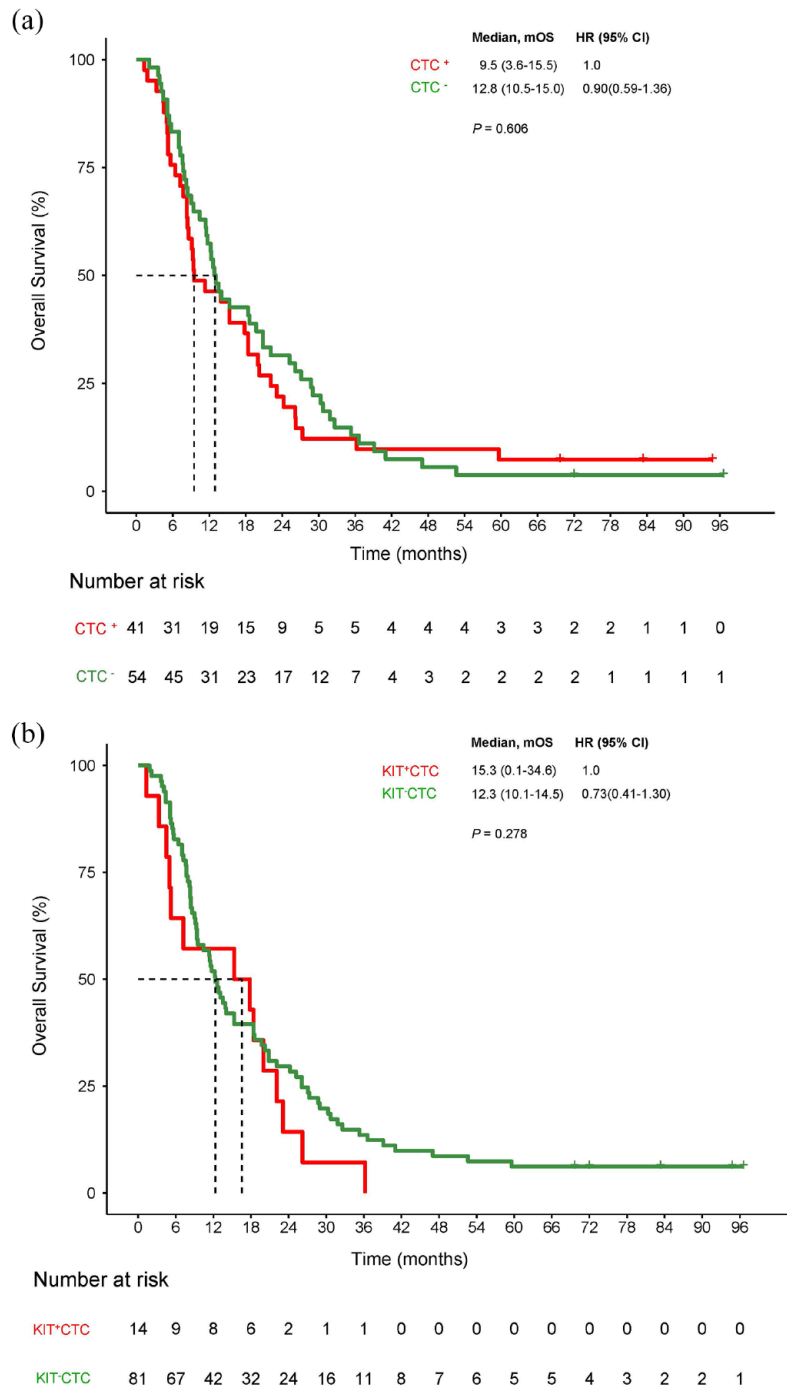 (a)
Median, mOS HR (95% CI)
CTC + 9.5 (3.6-15.5) 1.0
CTC - 12.8 (10.5-15.0) 0.90(0.59-1.36)
P = 0.606
100
75
50
25
0
Overall Survival (%)
0 6 12 18 24 30 36 42 48 54 60 66 72 78 84 90 96
Time (months)
Number at risk
CTC + 41 31 19 15 9 5 5 4 4 4 3 3 2 2 1 1 0
CTC - 54 45 31 23 17 12 7 4 3 2 2 2 2 1 1 1 1
(b)
Median, mOS HR (95% CI)
KIT+CTC 15.3 (0.1-34.6) 1.0
KIT-CTC 12.3 (10.1-14.5) 0.73(0.41-1.30)
P = 0.278
100
75
50
25
0
Overall Survival (%)
0 6 12 18 24 30 36 42 48 54 60 66 72 78 84 90 96
Time (months)
Number at risk
KIT+CTC 14 9 8 6 2 1 1 0 0 0 0 0 0 0 0 0 0
KIT-CTC 81 67 42 32 24 16 11 8 7 6 5 5 4 3 2 2 1